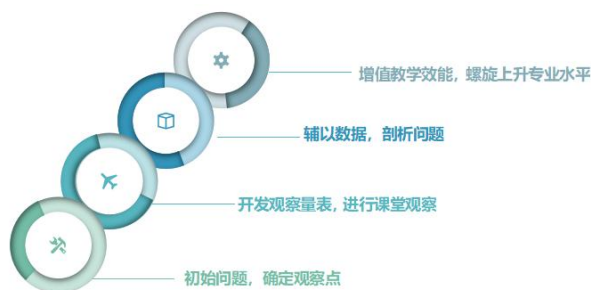 增值教学效能，螺旋上升专业水平
辅以数据，剖析问题
开发观察量表，进行课堂观察
初始问题，确定观察点